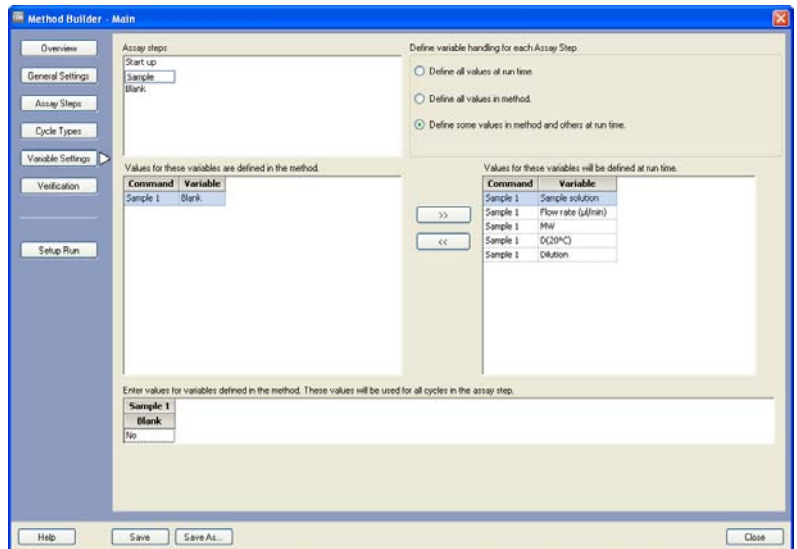 Method Builder - Main
Overview
General Settings
Assay Steps
Cycle Types
Variable Settings
Verification
Setup Run
Assay steps
Start up
Sample
Blank
Define variable handling for each Assay Step
Define all values at run time.
Define all values in method.
Define some values in method and others at run time.
Values for these variables are defined in the method.
Command Variable
Sample 1 Blank
>>
<<
Values for these variables will be defined at run time.
Command Variable
Sample 1 Sample solution
Sample 1 Flow rate (µl/min)
Sample 1 MW
Sample 1 D(20°C)
Sample 1 Dilution
Enter values for variables defined in the method. These values will be used for all cycles in the assay step.
Sample 1
Blank
No
Help Save Save As... Close